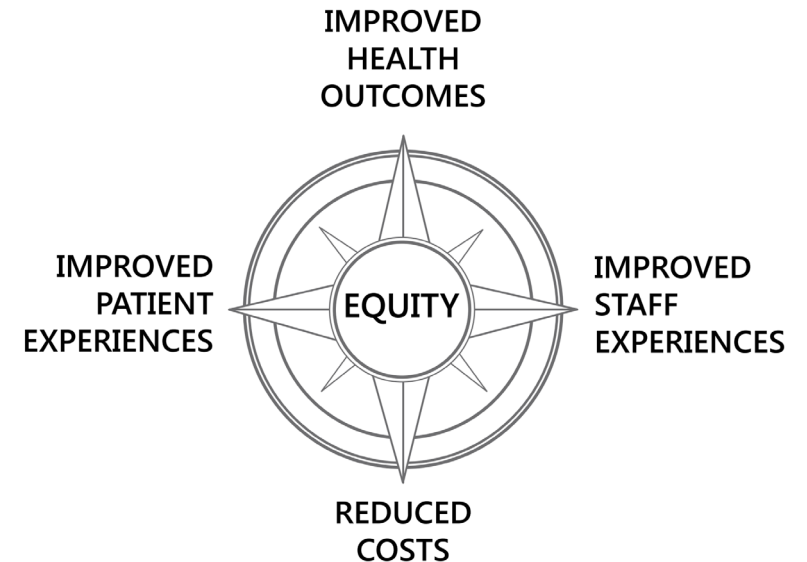 IMPROVED
HEALTH
OUTCOMES
IMPROVED
PATIENT
EXPERIENCES
EQUITY
IMPROVED
STAFF
EXPERIENCES
REDUCED
COSTS